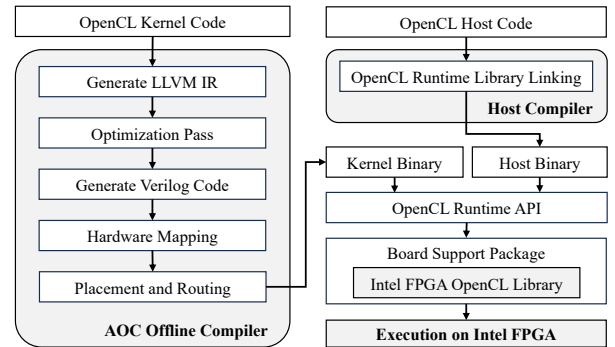 OpenCL Kernel Code
Generate LLVM IR
Optimization Pass
Generate Verilog Code
Hardware Mapping
Placement and Routing
AOC Offline Compiler
OpenCL Host Code
OpenCL Runtime Library Linking
Host Compiler
Kernel Binary
Host Binary
OpenCL Runtime API
Board Support Package
Intel FPGA OpenCL Library
Execution on Intel FPGA